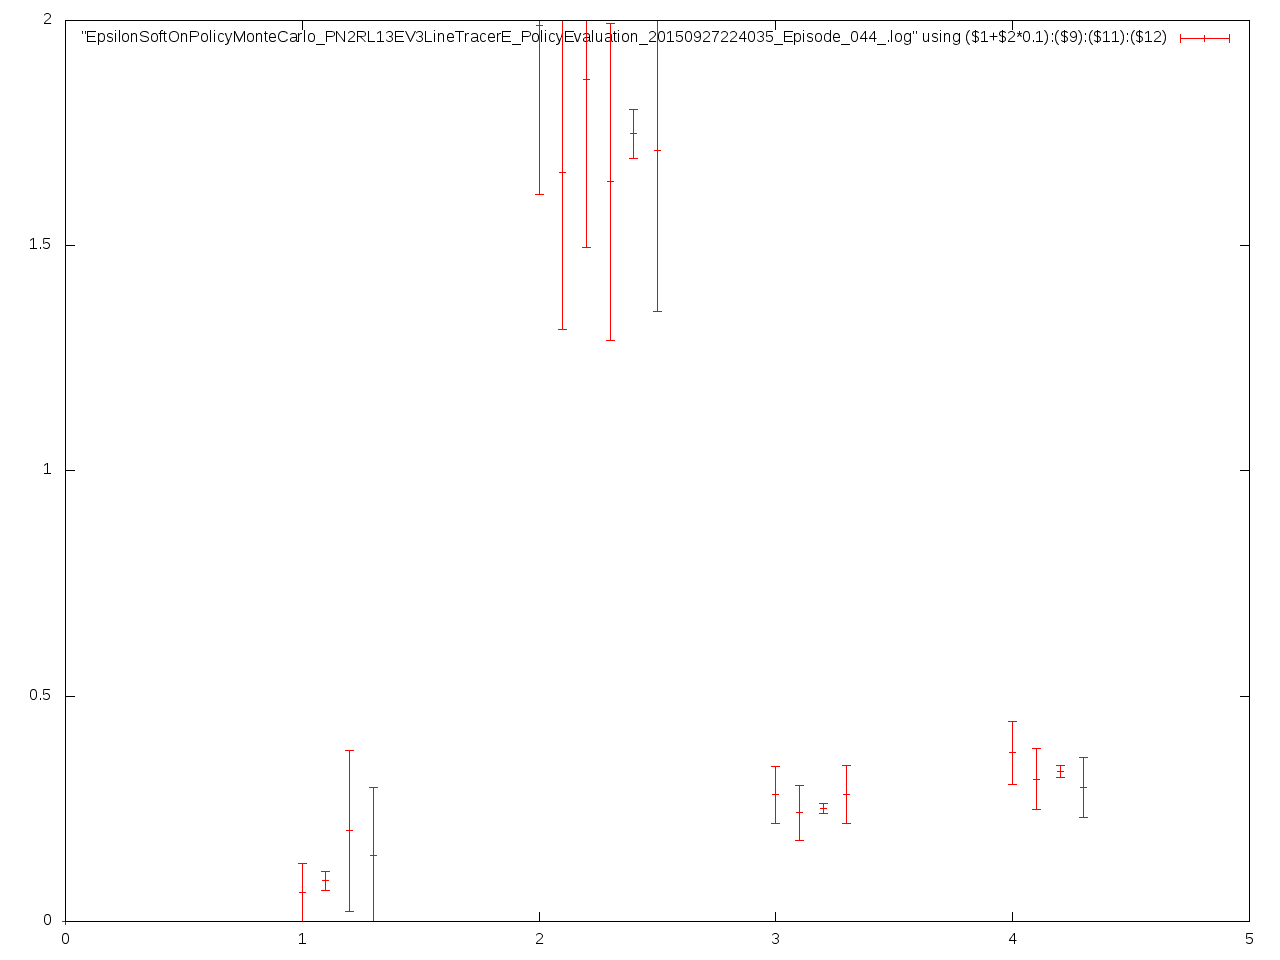 2
"EpsilonSoftOnPolicyMonteCarlo_PN2RL13EV3LineTracerE_PolicyEvaluation_20150927224035_Episode_044_.log" using ($1+$2*0.1):($9):($11):($12)
1.5
1
0.5
0
0 1 2 3 4 5